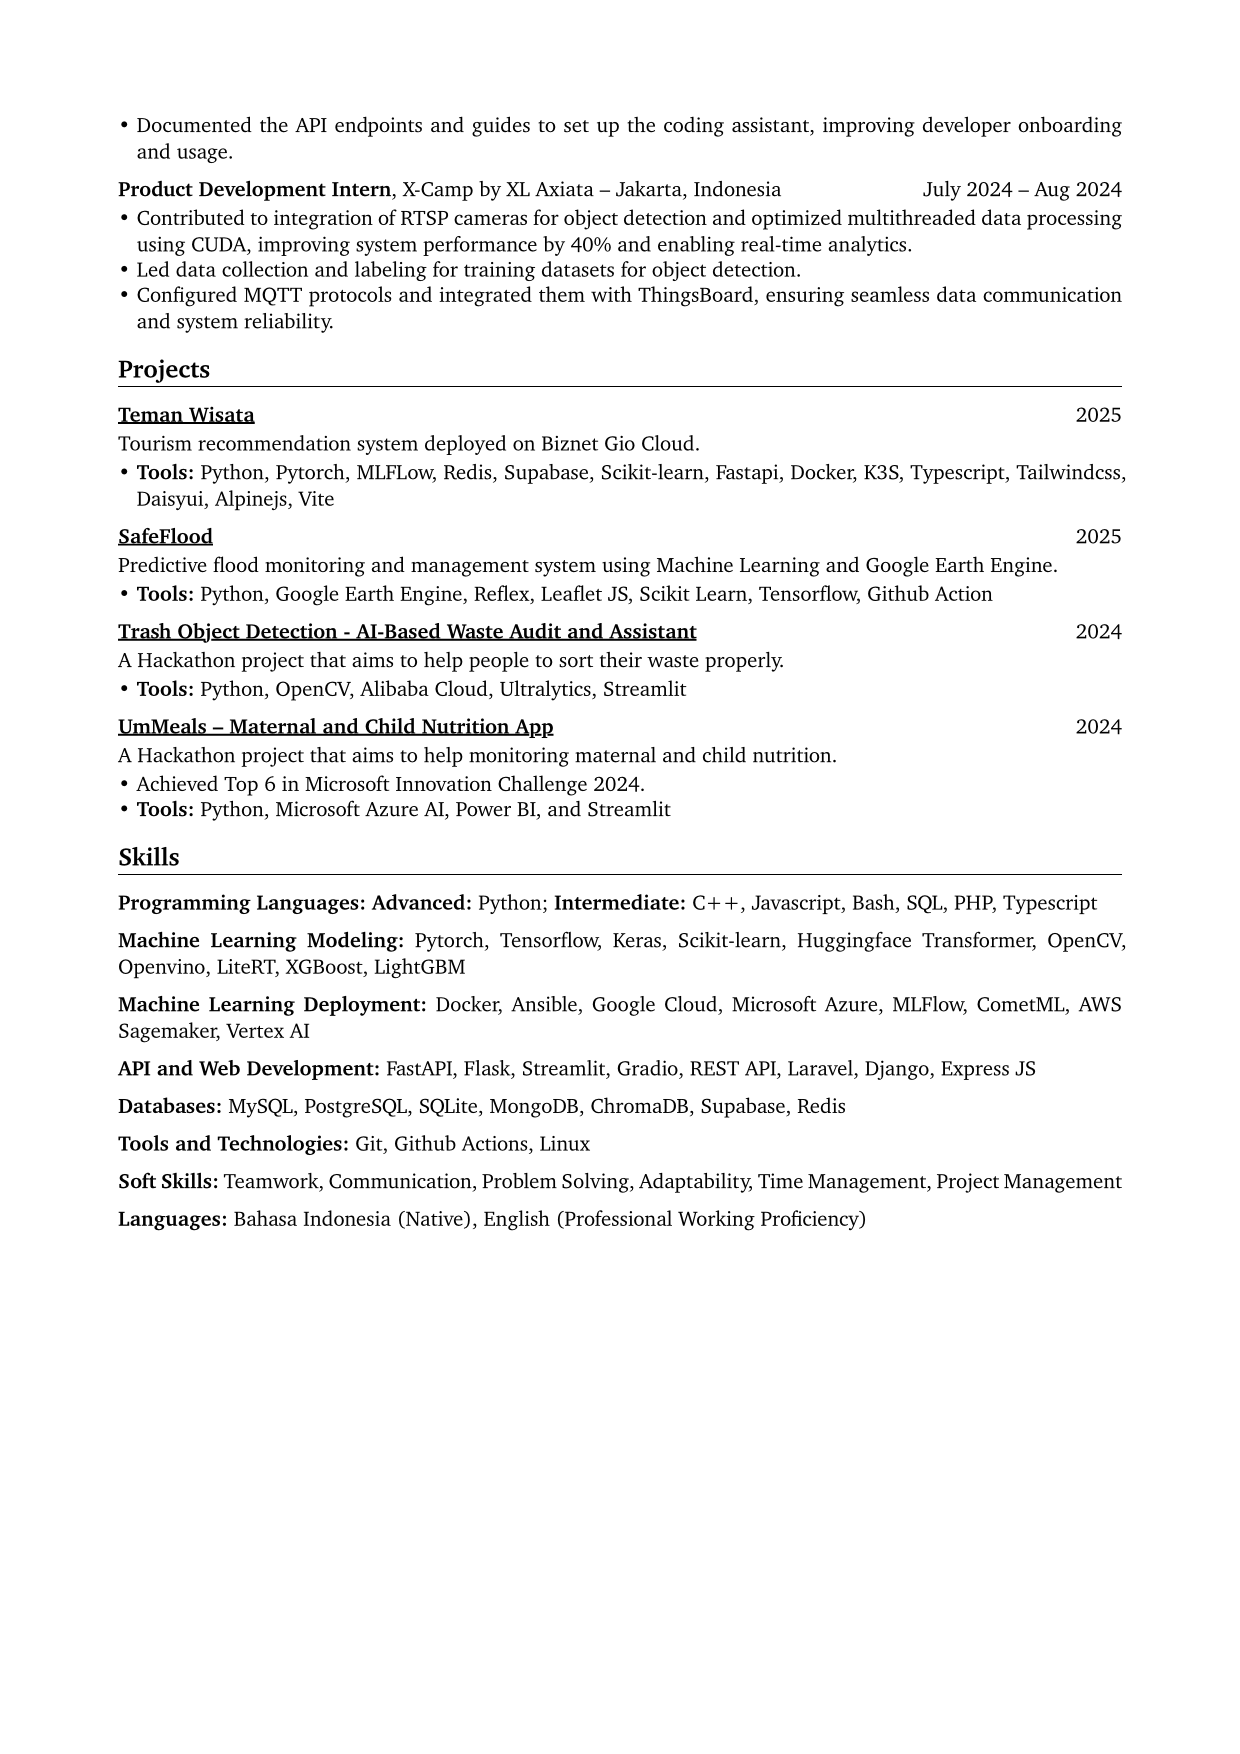 • Documented the API endpoints and guides to set up the coding assistant, improving developer onboarding
and usage.
Product Development Intern, X-Camp by XL Axiata – Jakarta, Indonesia July 2024 – Aug 2024
• Contributed to integration of RTSP cameras for object detection and optimized multithreaded data processing
using CUDA, improving system performance by 40% and enabling real-time analytics.
• Led data collection and labeling for training datasets for object detection.
• Configured MQTT protocols and integrated them with ThingsBoard, ensuring seamless data communication
and system reliability.
Projects
Teman Wisata 2025
Tourism recommendation system deployed on Biznet Gio Cloud.
• Tools: Python, Pytorch, MLFLow, Redis, Supabase, Scikit-learn, Fastapi, Docker, K3S, Typescript, Tailwindcss,
Daisyui, Alpinejs, Vite
SafeFlood 2025
Predictive flood monitoring and management system using Machine Learning and Google Earth Engine.
• Tools: Python, Google Earth Engine, Reflex, Leaflet JS, Scikit Learn, Tensorflow, Github Action
Trash Object Detection - AI-Based Waste Audit and Assistant 2024
A Hackathon project that aims to help people to sort their waste properly.
• Tools: Python, OpenCV, Alibaba Cloud, Ultralytics, Streamlit
UmMeals – Maternal and Child Nutrition App 2024
A Hackathon project that aims to help monitoring maternal and child nutrition.
• Achieved Top 6 in Microsoft Innovation Challenge 2024.
• Tools: Python, Microsoft Azure AI, Power BI, and Streamlit
Skills
Programming Languages: Advanced: Python; Intermediate: C++, Javascript, Bash, SQL, PHP, Typescript
Machine Learning Modeling: Pytorch, Tensorflow, Keras, Scikit-learn, Huggingface Transformer, OpenCV,
Openvino, LiteRT, XGBoost, LightGBM
Machine Learning Deployment: Docker, Ansible, Google Cloud, Microsoft Azure, MLFlow, CometML, AWS
Sagemaker, Vertex AI
API and Web Development: FastAPI, Flask, Streamlit, Gradio, REST API, Laravel, Django, Express JS
Databases: MySQL, PostgreSQL, SQLite, MongoDB, ChromaDB, Supabase, Redis
Tools and Technologies: Git, Github Actions, Linux
Soft Skills: Teamwork, Communication, Problem Solving, Adaptability, Time Management, Project Management
Languages: Bahasa Indonesia (Native), English (Professional Working Proficiency)